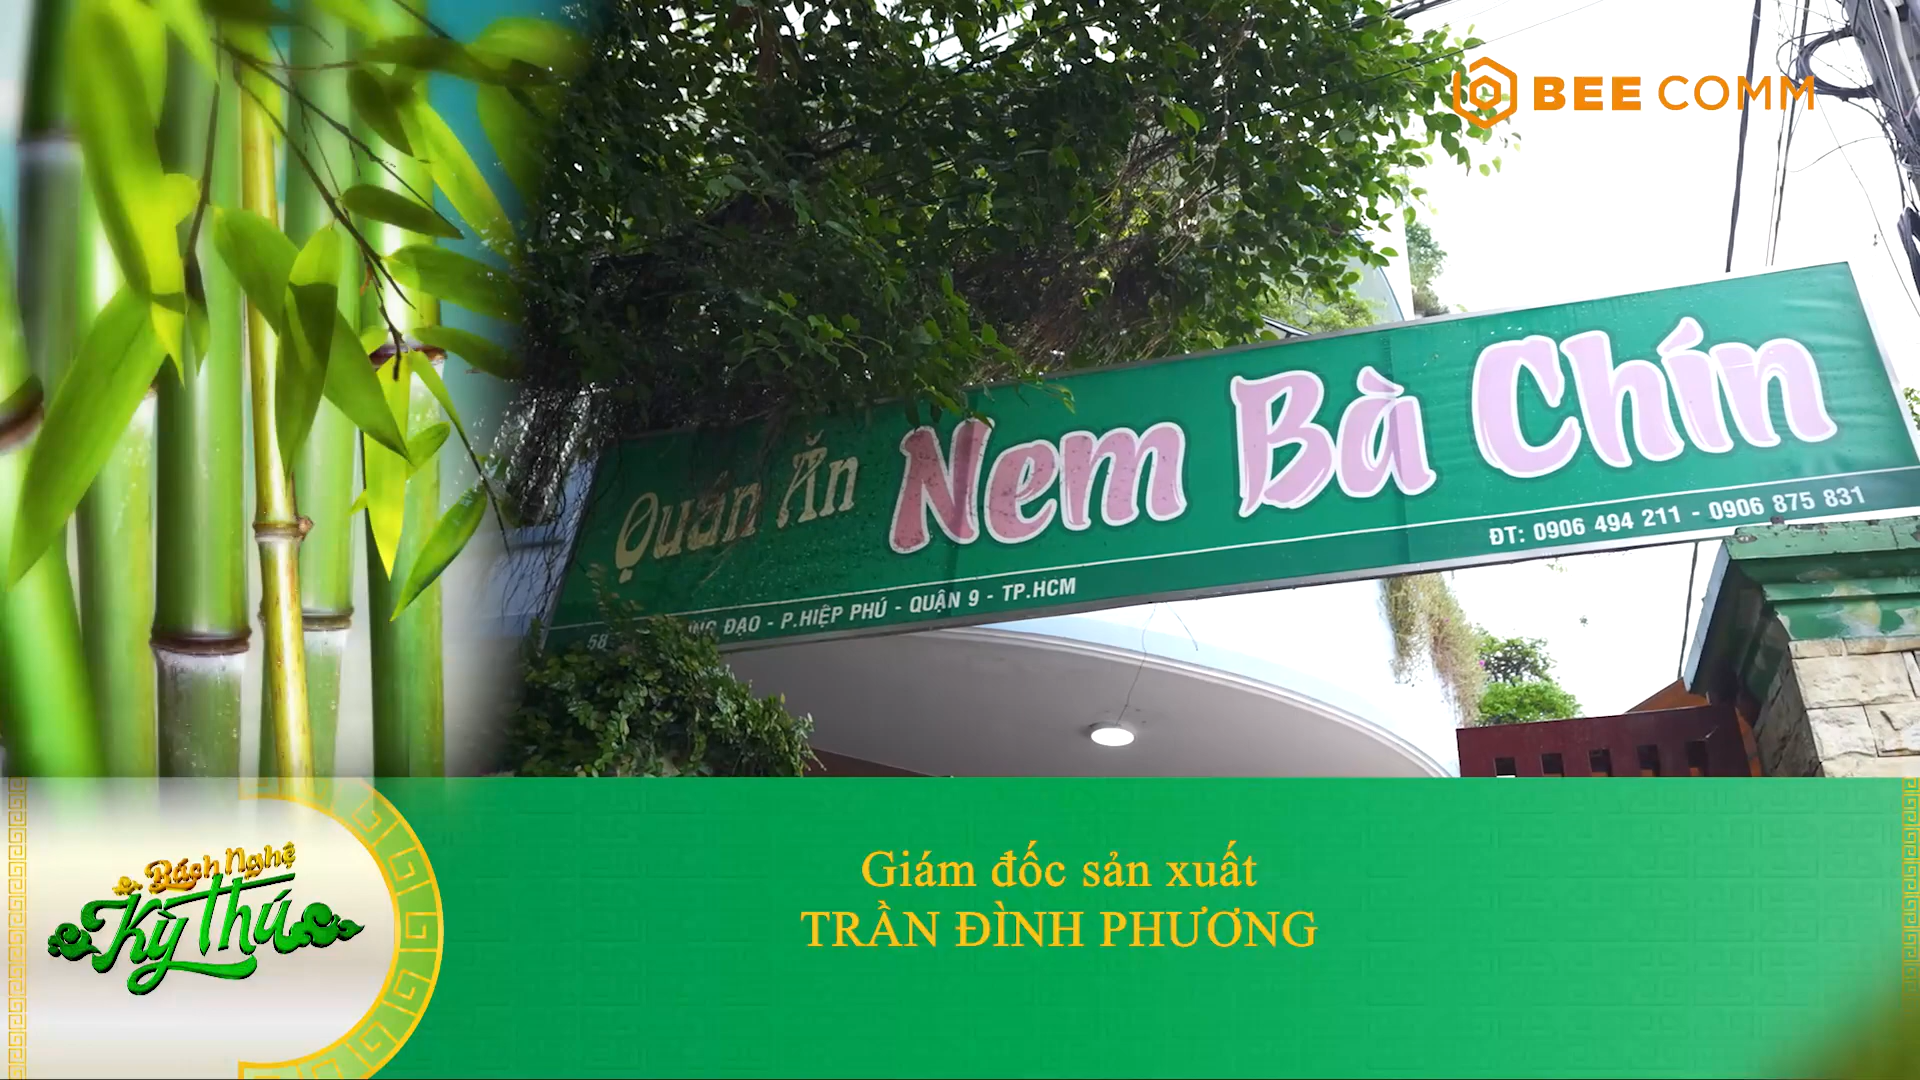 BEE COMM
Quán Ăn Nem Bà Chín
ĐT: 0906 494 211 - 0906 875 831
58 ĐẠO - P.HIỆP PHÚ - QUẬN 9 - TP.HCM
Bách Nghệ
Kỳ thú
Giám đốc sản xuất
TRẦN ĐÌNH PHƯƠNG